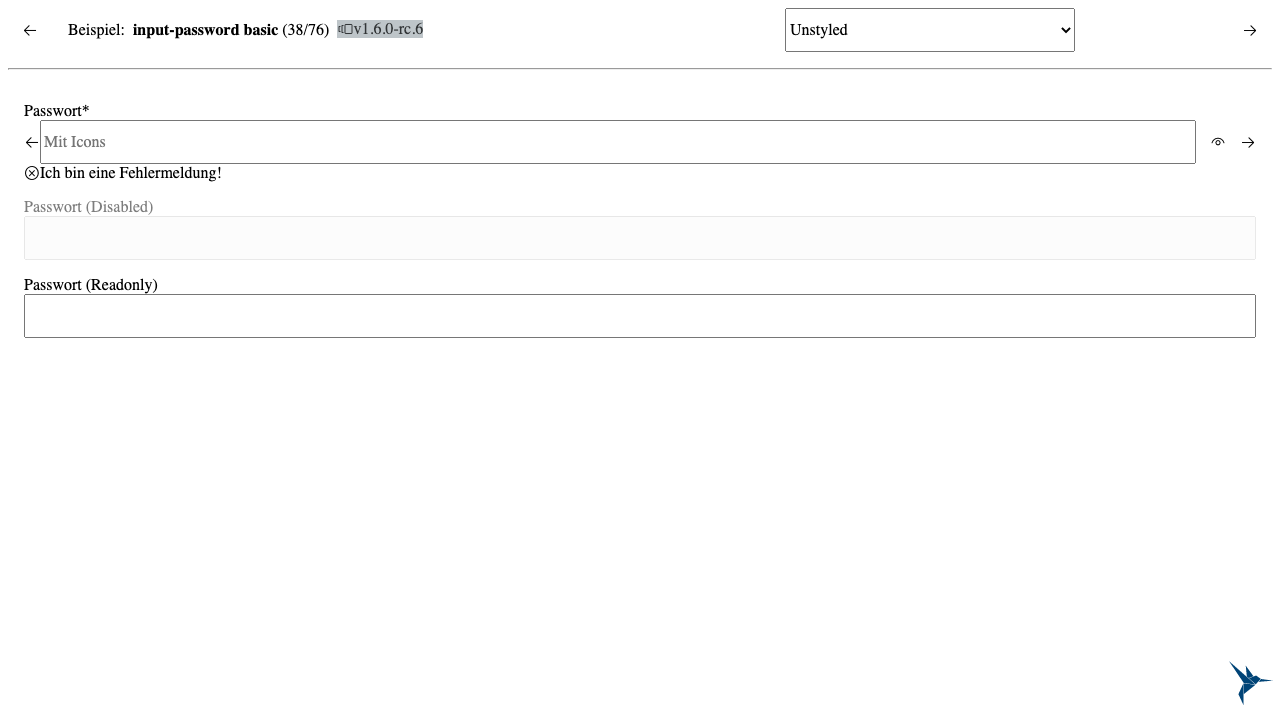 Beispiel: input-password basic (38/76) v1.6.0-rc.6 Unstyled
Passwort*
Mit Icons
Ich bin eine Fehlermeldung!
Passwort (Disabled)
Passwort (Readonly)